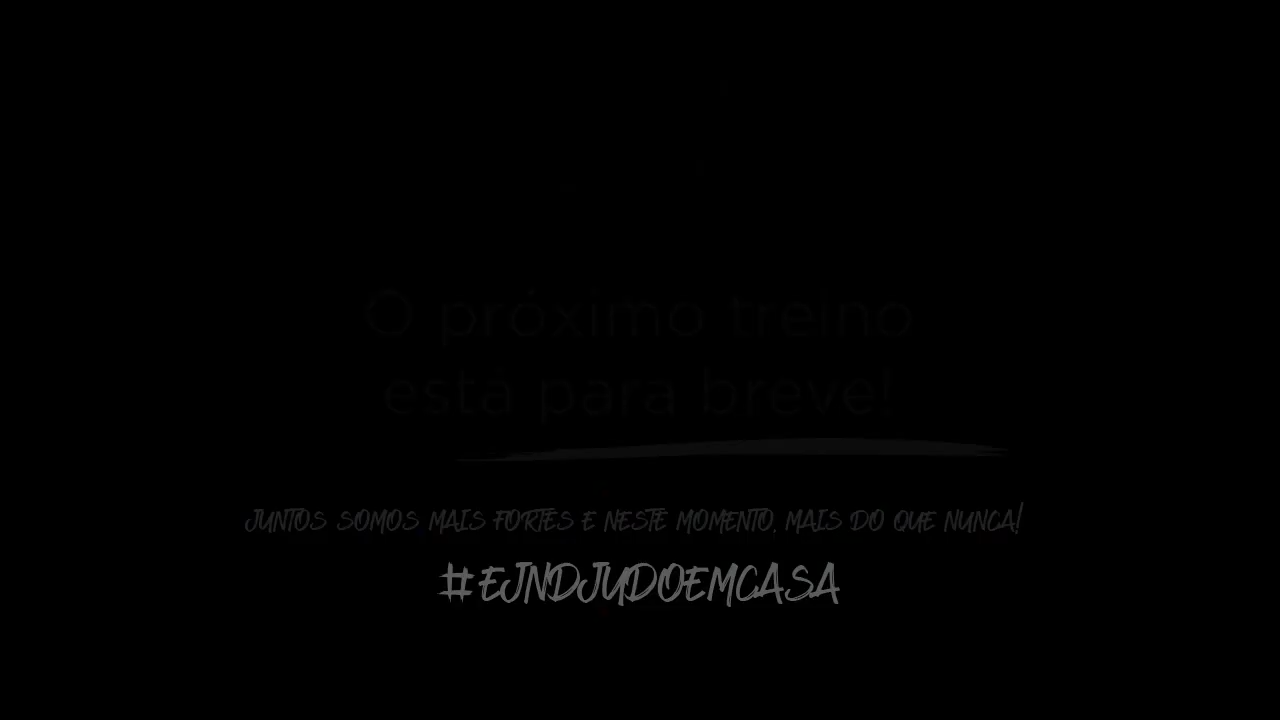 O próximo treino
está para breve!
JUNTOS SOMOS MAIS FORTES E NESTE MOMENTO, MAIS DO QUE NUNCA!
#EJNDJUDOEMCASA